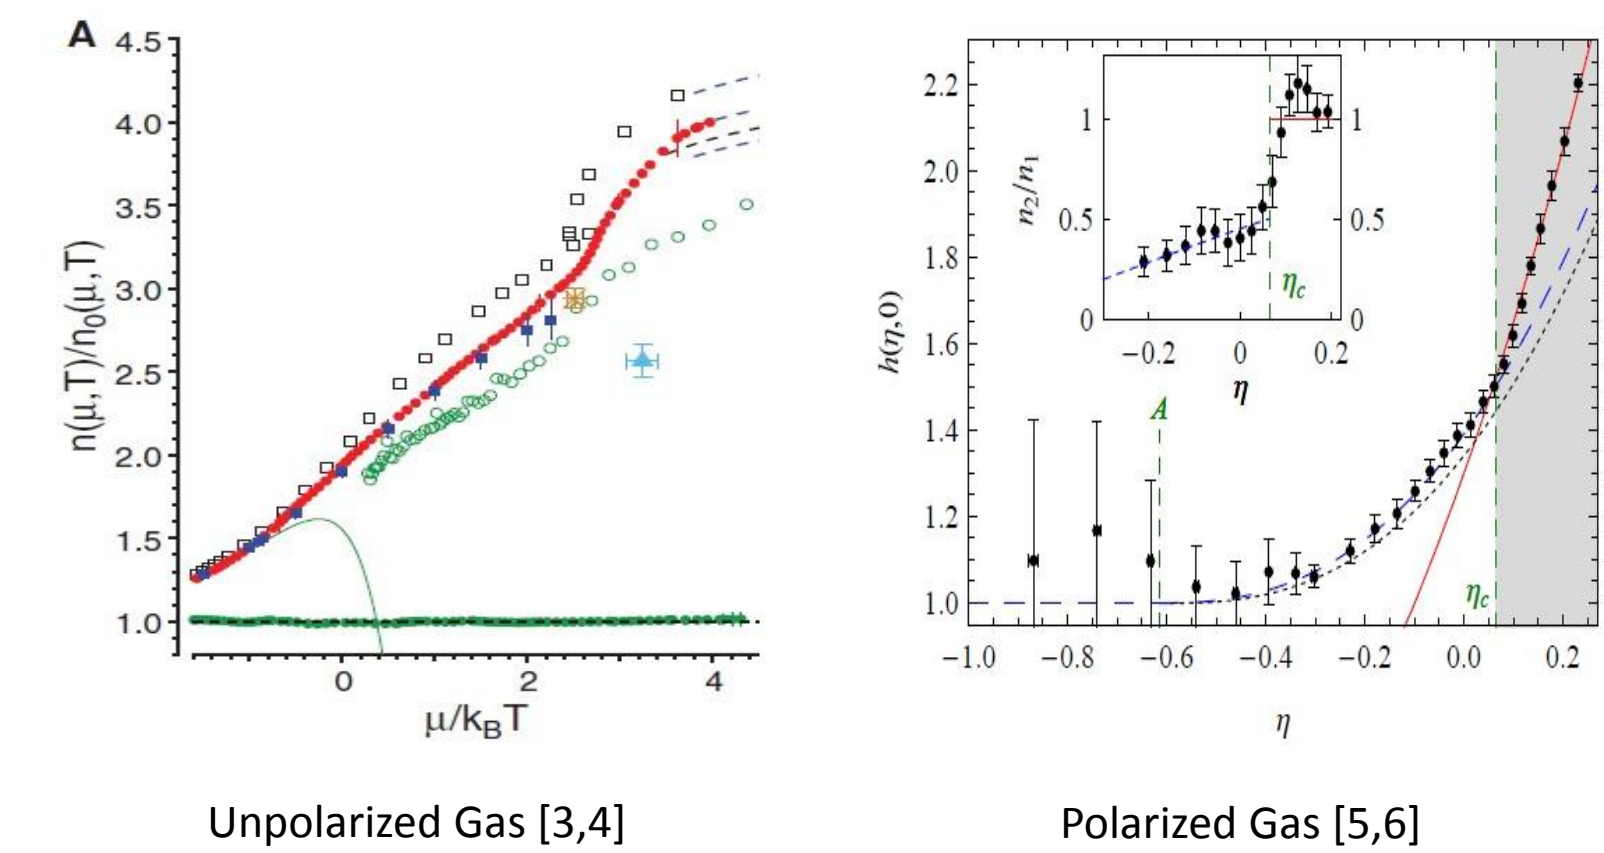 A
4.5
4.0
3.5
3.0
2.5
2.0
1.5
1.0
n(μ,T)/n₀(μ,T)
0 2 4
μ/k_BT
Unpolarized Gas [3,4]
2.2
2.0
1.8
1.6
1.4
1.2
1.0
h(η,0)
1 1
0.5 0.5
0 0
n₂/n₁
−0.2 0 0.2
η
η_c
A
η_c
−1.0 −0.8 −0.6 −0.4 −0.2 0.0 0.2
η
Polarized Gas [5,6]